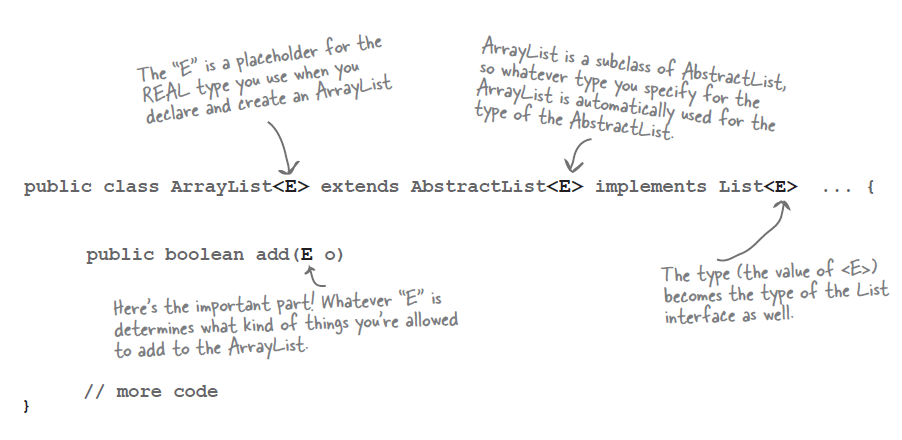 The "E" is a placeholder for the
REAL type you use when you
declare and create an ArrayList
ArrayList is a subclass of AbstractList,
so whatever type you specify for the
ArrayList is automatically used for the
type of the AbstractList.
public class ArrayList<E> extends AbstractList<E> implements List<E> ... {
public boolean add(E o)
Here's the important part! Whatever "E" is
determines what kind of things you're allowed
to add to the ArrayList.
The type (the value of <E>)
becomes the type of the List
interface as well.
// more code
}